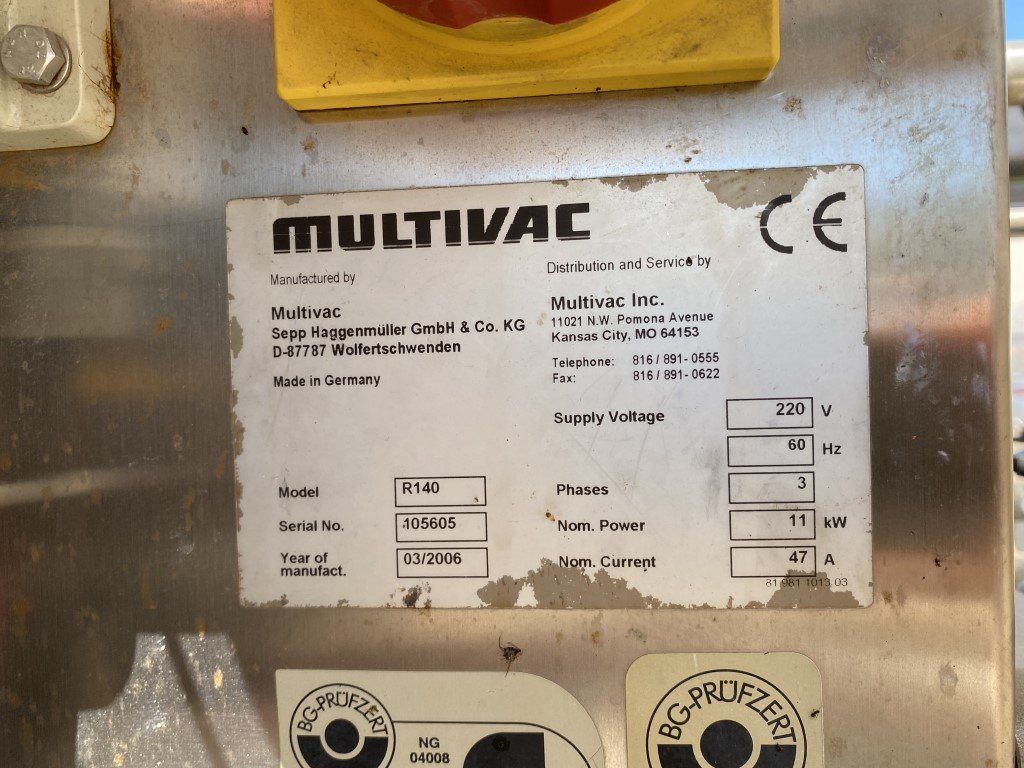 MULTIVAC
CE
Manufactured by
Multivac
Sepp Haggenmüller GmbH & Co. KG
D-87787 Wolfertschwenden
Made in Germany
Distribution and Service by
Multivac Inc.
11021 N.W. Pomona Avenue
Kansas City, MO 64153
Telephone: 816 / 891- 0555
Fax: 816 / 891- 0622
Supply Voltage 220 V
60 Hz
Phases 3
Nom. Power 11 kW
Nom. Current 47 A
Model R140
Serial No. 105605
Year of
manufact. 03/2006
81 981 1013 03
BG-PRÜFZERT
NG
04008
BG-PRÜFZERT